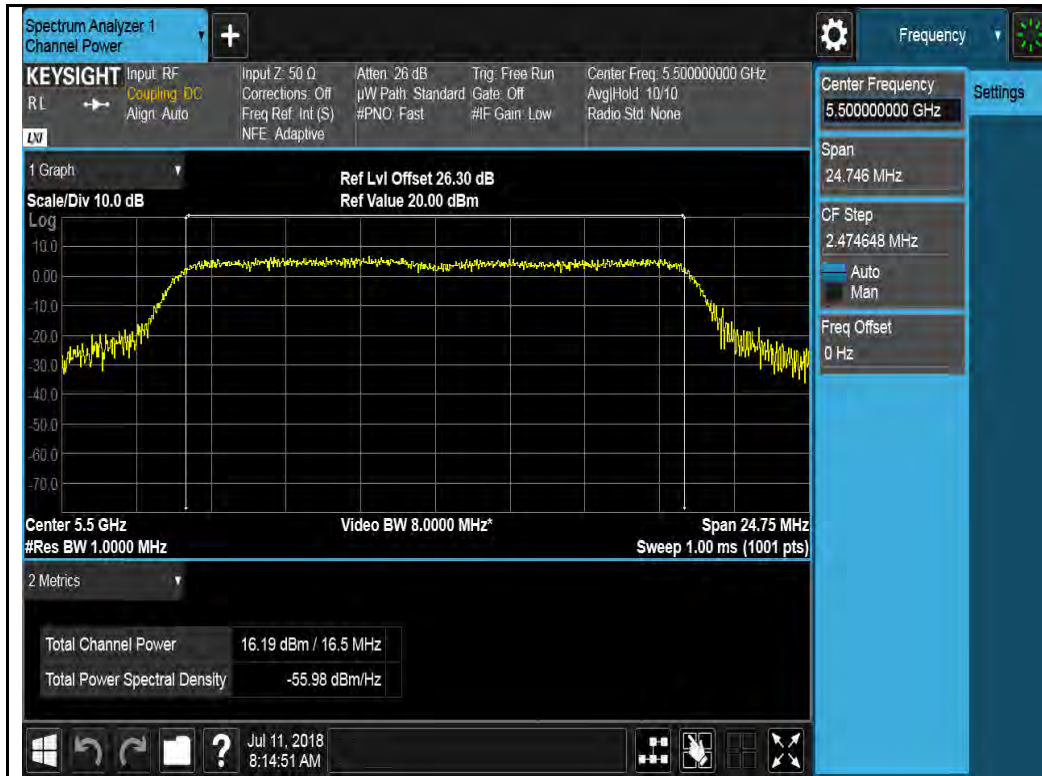 Spectrum Analyzer 1
Channel Power
+
Frequency
KEYSIGHT
RL
LXI
Input: RF
Coupling: DC
Align: Auto
Input Z: 50 Ω
Corrections: Off
Freq Ref: Int (S)
NFE: Adaptive
Atten: 26 dB
µW Path: Standard
#PNO: Fast
Trig: Free Run
Gate: Off
#IF Gain: Low
Center Freq: 5.500000000 GHz
Avg|Hold: 10/10
Radio Std: None
Center Frequency
5.500000000 GHz
Settings
Span
24.746 MHz
CF Step
2.474648 MHz
Auto
Man
Freq Offset
0 Hz
1 Graph
Scale/Div 10.0 dB
Ref Lvl Offset 26.30 dB
Ref Value 20.00 dBm
Log
10.0
0.00
-10.0
-20.0
-30.0
-40.0
-50.0
-60.0
-70.0
Center 5.5 GHz
#Res BW 1.0000 MHz
Video BW 8.0000 MHz*
Span 24.75 MHz
Sweep 1.00 ms (1001 pts)
2 Metrics
Total Channel Power 16.19 dBm / 16.5 MHz
Total Power Spectral Density -55.98 dBm/Hz
?
Jul 11, 2018
8:14:51 AM